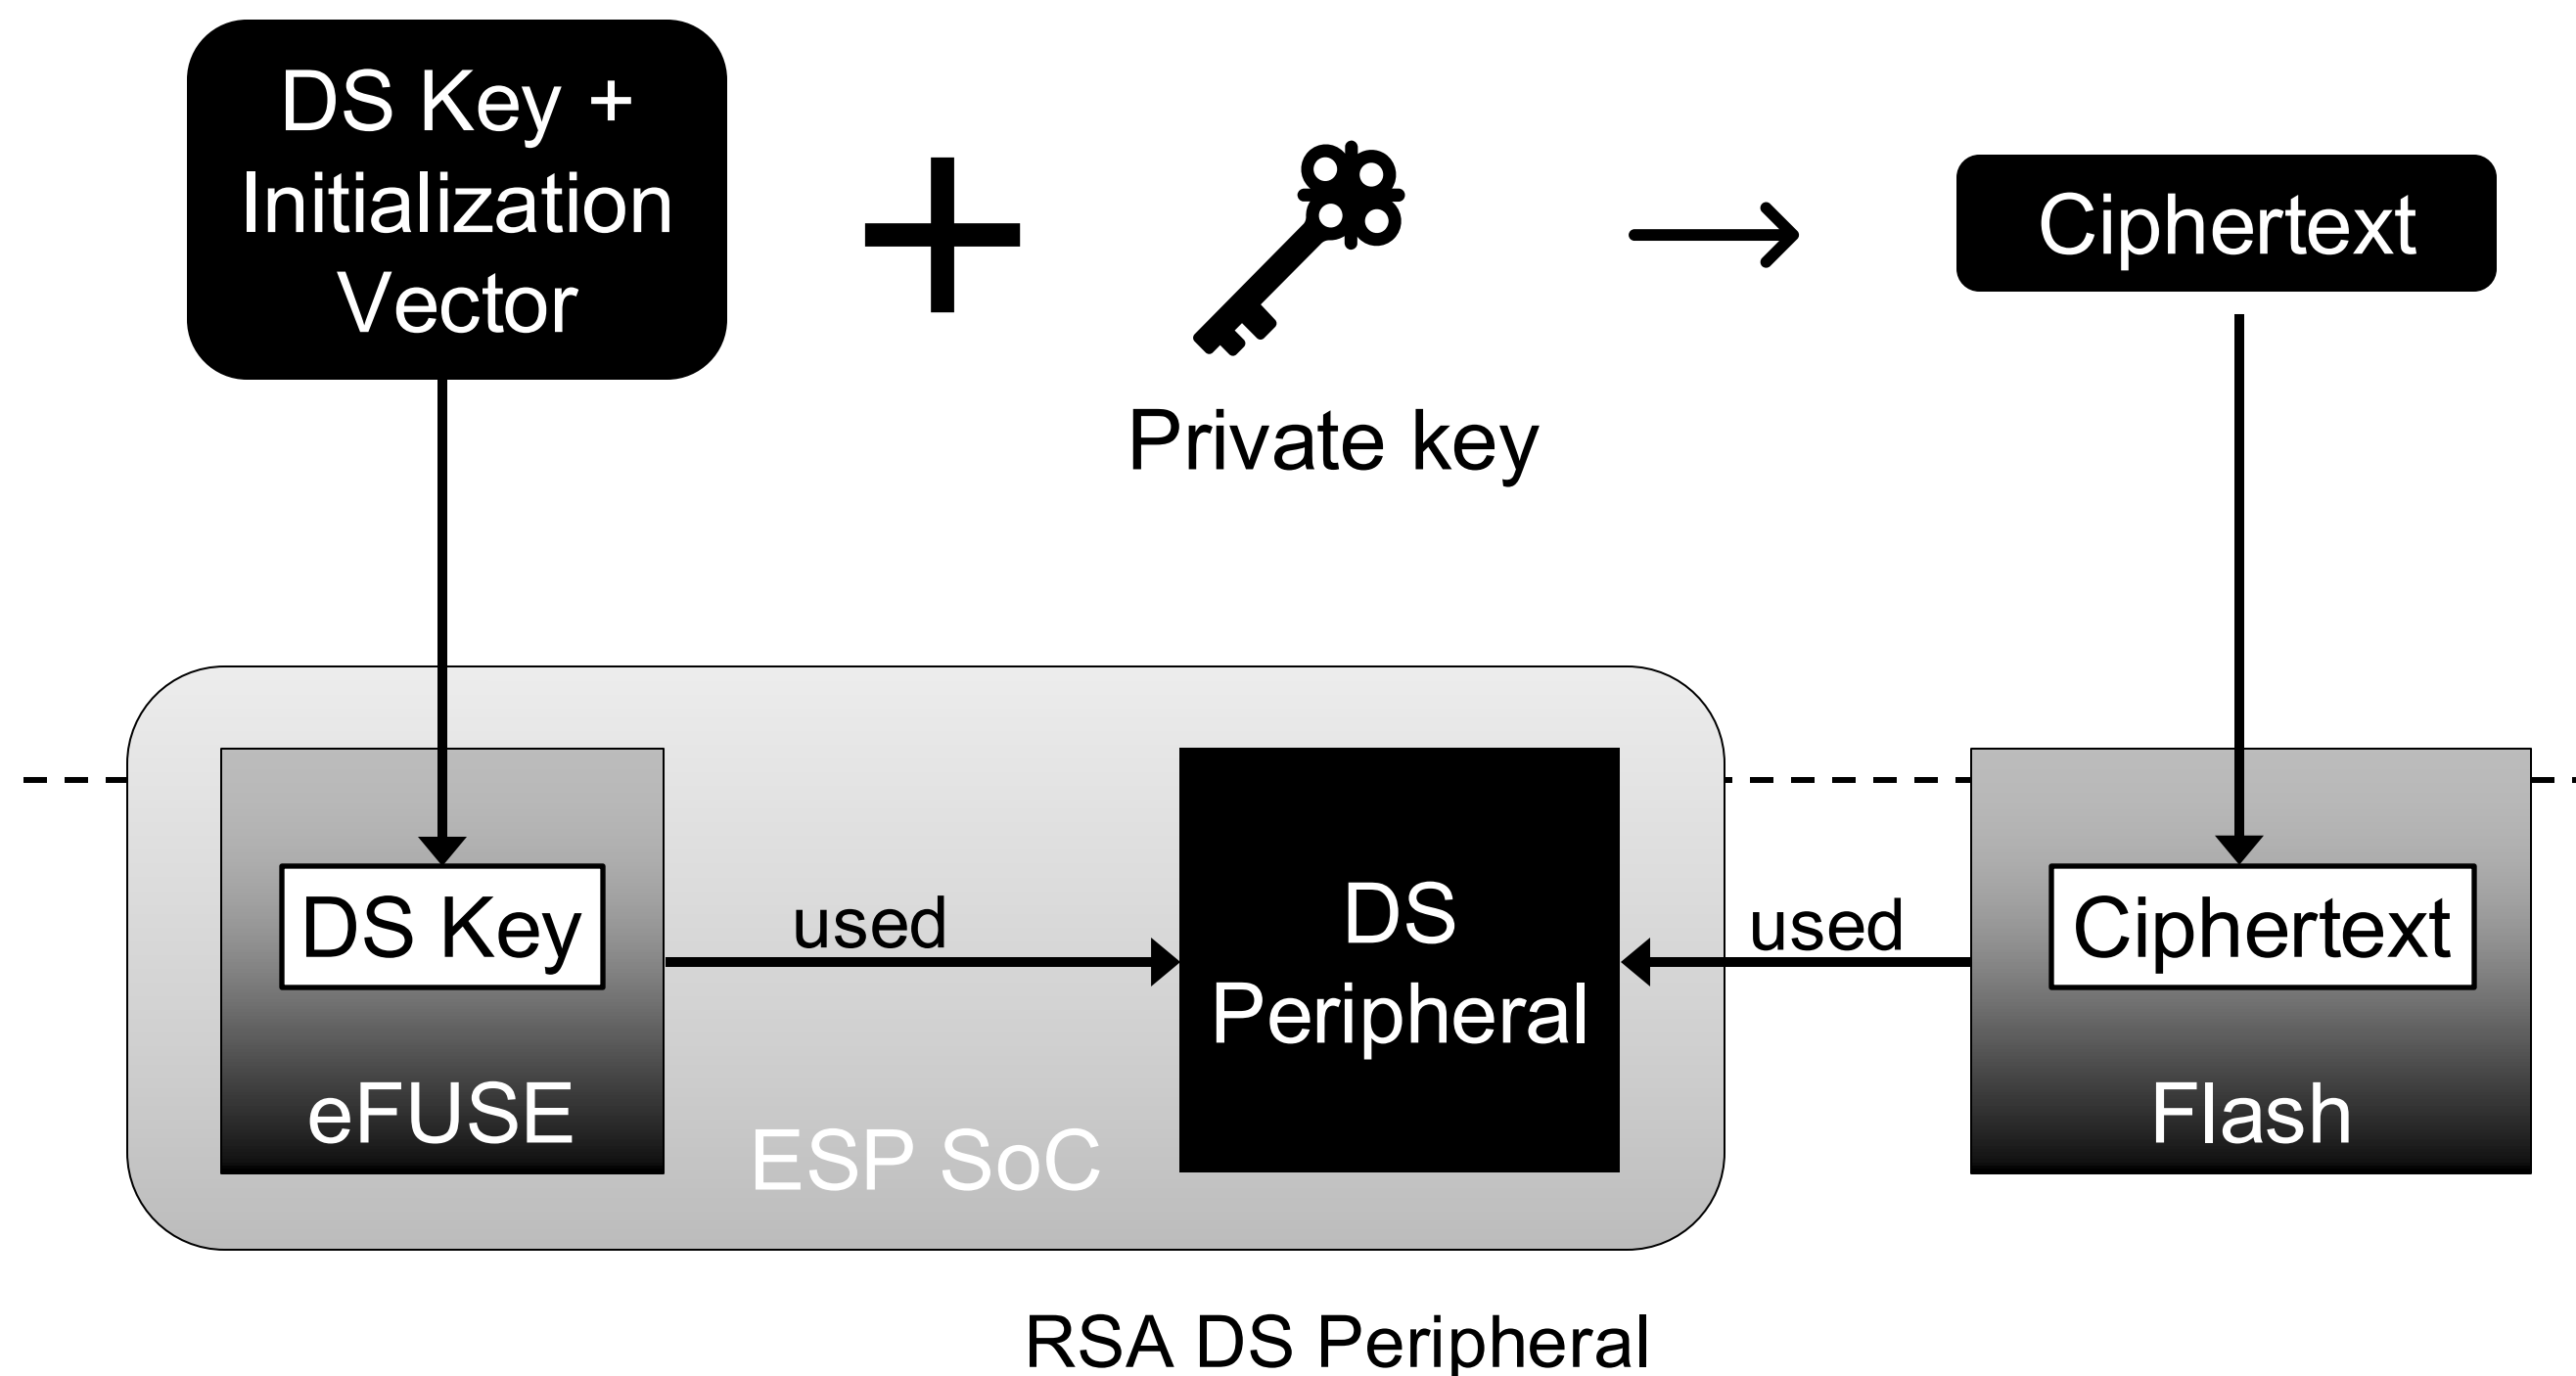 DS Key +
Initialization
Vector
Private key
Ciphertext
DS Key
eFUSE
used
ESP SoC
DS
Peripheral
used
Ciphertext
Flash
RSA DS Peripheral